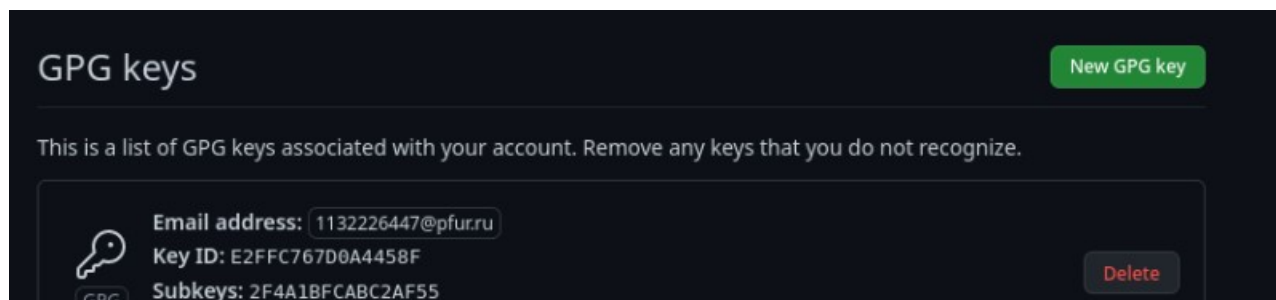 GPG keys
New GPG key
This is a list of GPG keys associated with your account. Remove any keys that you do not recognize.
Email address: 1132226447@pfur.ru
Key ID: E2FFC767D0A4458F
Delete
Subkeys: 2F4A1BFCABC2AF55
GPG